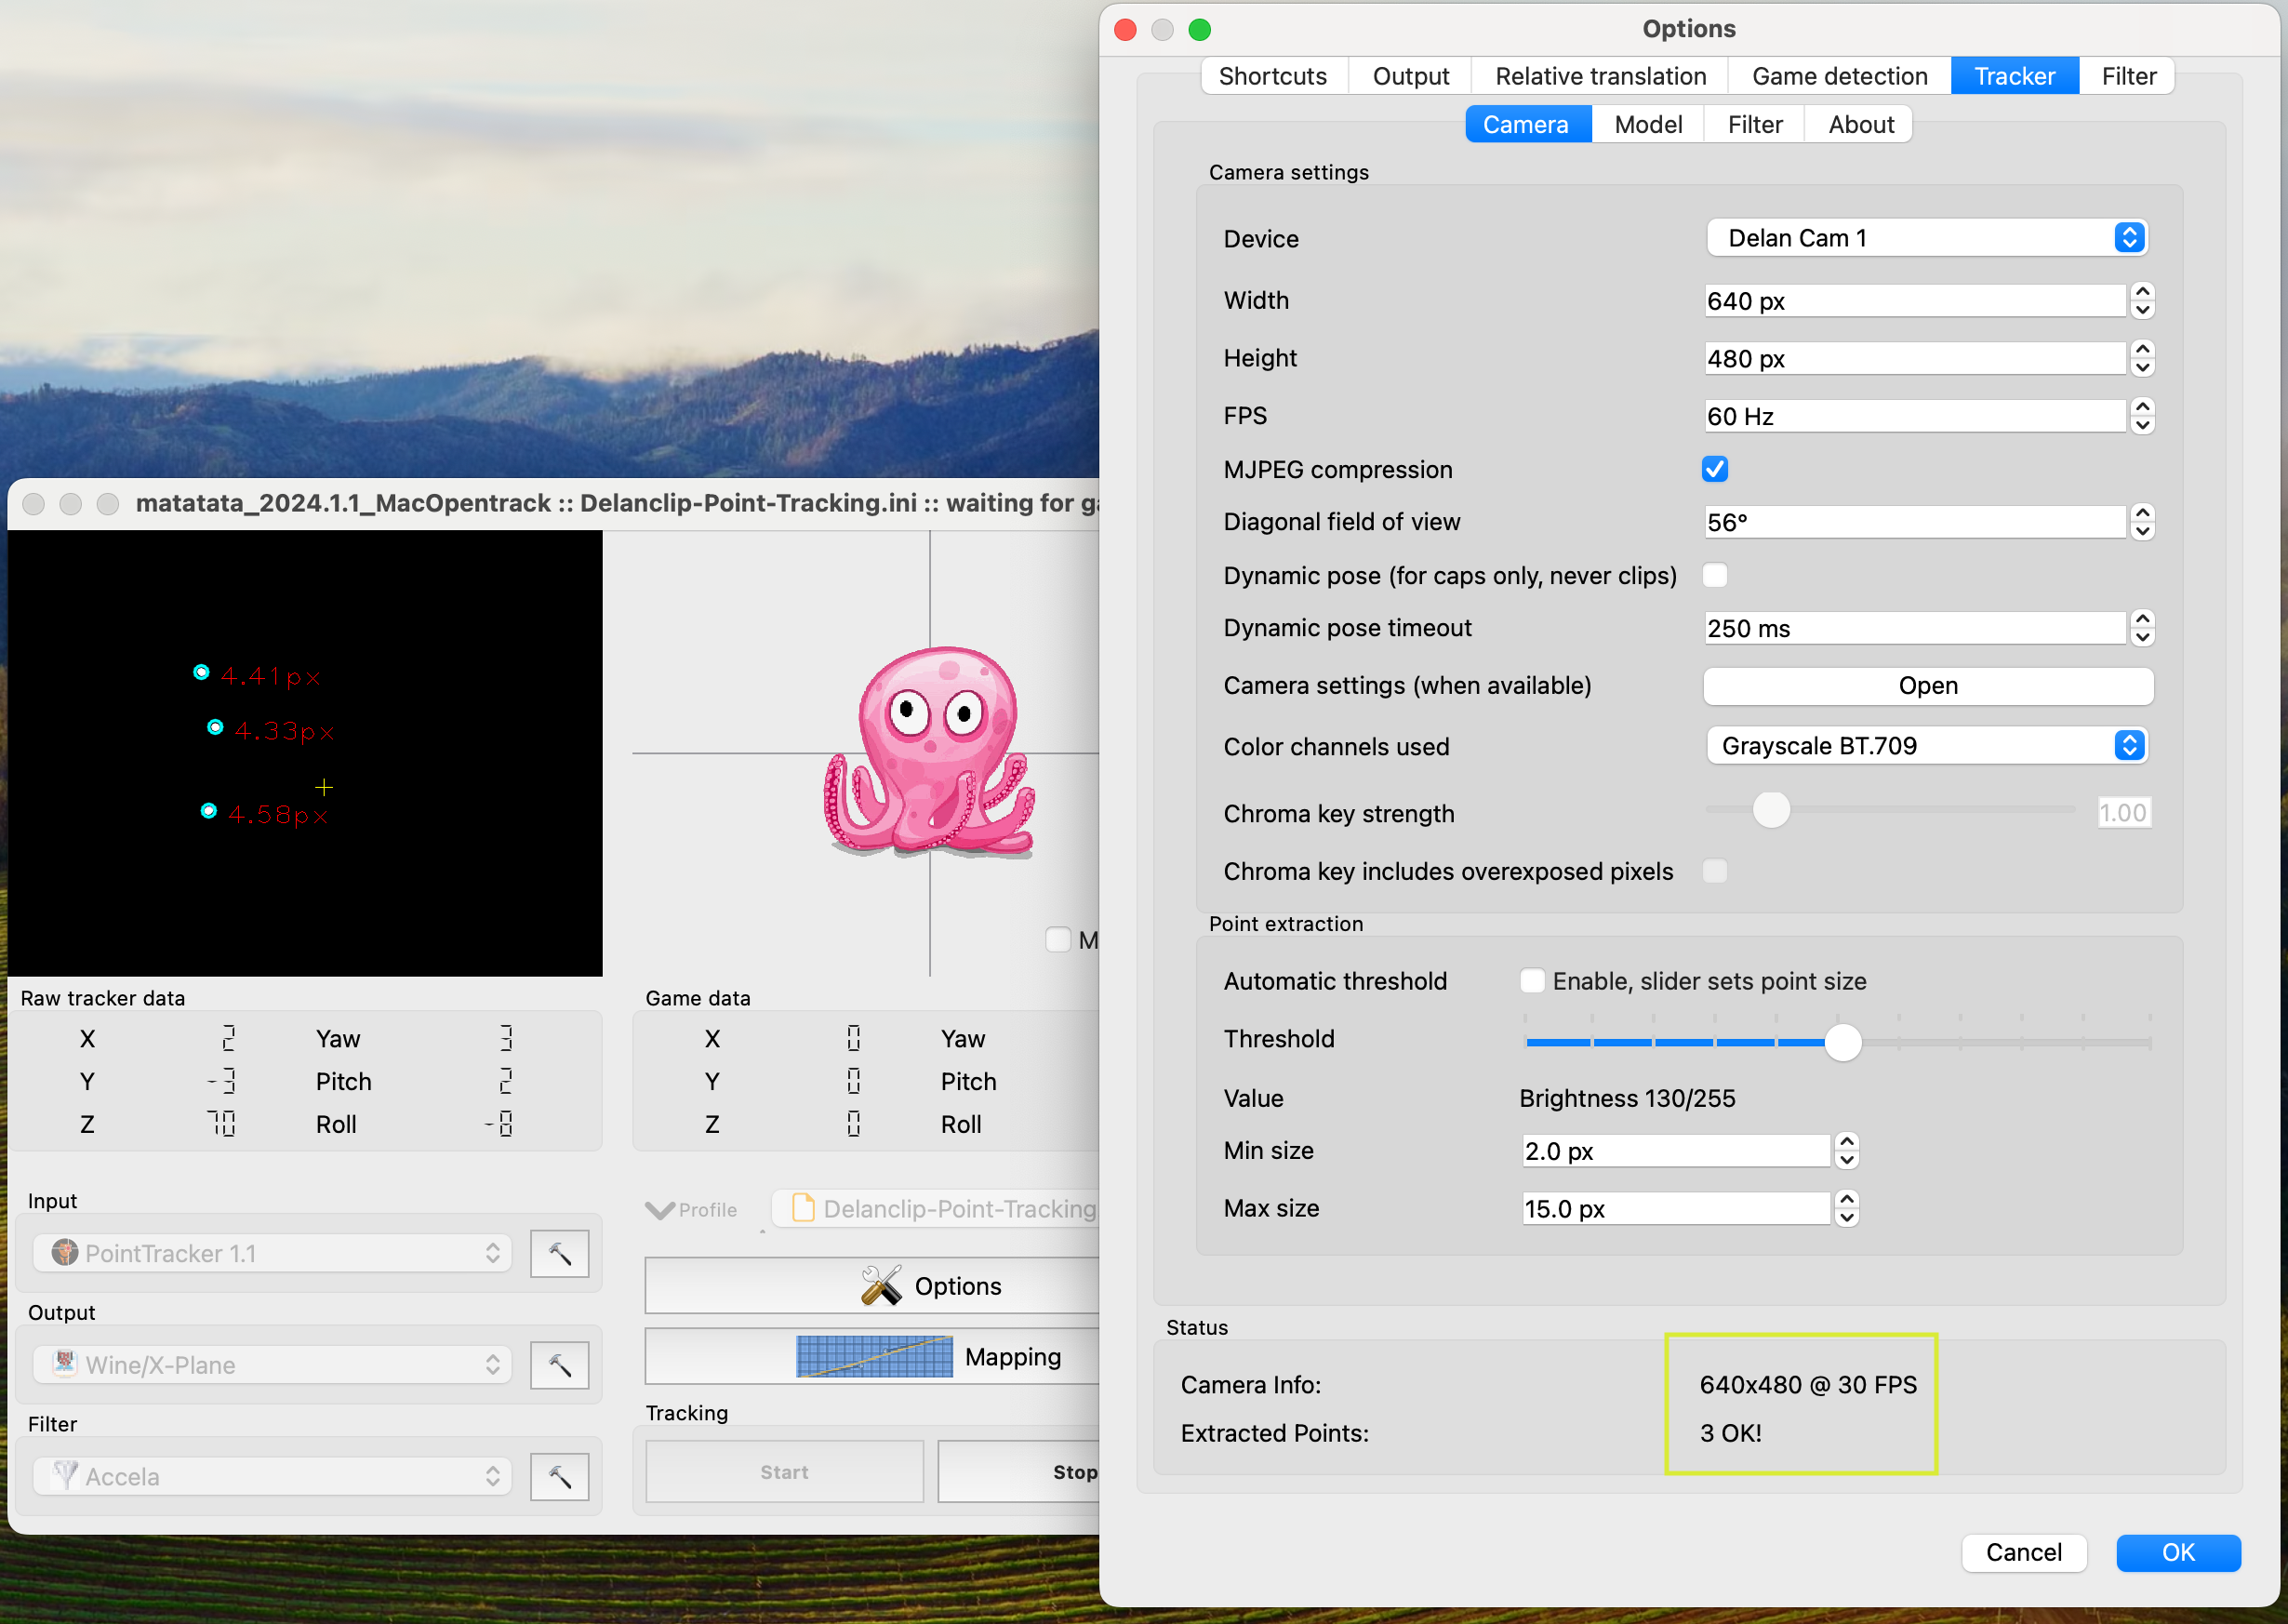 matatata_2024.1.1_MacOpentrack :: Delanclip-Point-Tracking.ini :: waiting for
4.41px
4.33px
4.58px
M
Raw tracker data
X 2 Yaw 3
Y -3 Pitch 2
Z 70 Roll -8
Game data
X 0 Yaw
Y 0 Pitch
Z 0 Roll
Input
PointTracker 1.1
Output
Wine/X-Plane
Filter
Accela
Profile Delanclip-Point-Tracking
Options
Mapping
Tracking
Start Stop
Options
Shortcuts Output Relative translation Game detection Tracker Filter
Camera Model Filter About
Camera settings
Device Delan Cam 1
Width 640 px
Height 480 px
FPS 60 Hz
MJPEG compression
Diagonal field of view 56°
Dynamic pose (for caps only, never clips)
Dynamic pose timeout 250 ms
Camera settings (when available) Open
Color channels used Grayscale BT.709
Chroma key strength 1.00
Chroma key includes overexposed pixels
Point extraction
Automatic threshold Enable, slider sets point size
Threshold
Value Brightness 130/255
Min size 2.0 px
Max size 15.0 px
Status
Camera Info: 640x480 @ 30 FPS
Extracted Points: 3 OK!
Cancel OK